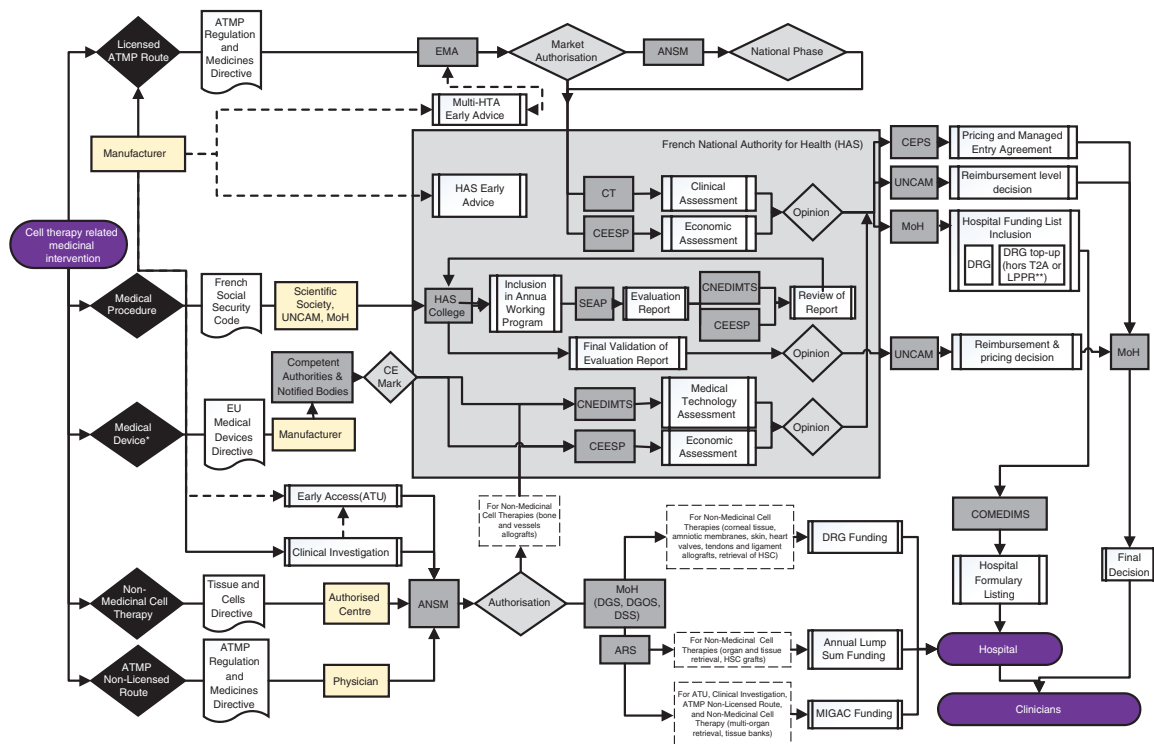 Licensed
ATMP Route
ATMP
Regulation
and
Medicines
Directive
EMA
Market
Authorisation
ANSM
National Phase
Multi-HTA
Early Advice
Manufacturer
HAS Early
Advice
French National Authority for Health (HAS)
CT
Clinical
Assessment
CEESP
Economic
Assessment
Opinion
CEPS
Pricing and Managed
Entry Agreement
UNCAM
Reimbursement level
decision
MoH
Hospital Funding List
Inclusion
DRG
DRG top-up
(hors T2A or
LPPR**)
Cell therapy related
medicinal
intervention
Medical
Procedure
French
Social
Security
Code
Scientific
Society,
UNCAM, MoH
HAS
College
Inclusion
in Annua
Working
Program
SEAP
Evaluation
Report
CNEDIMTS
CEESP
Review of
Report
Final Validation of
Evaluation Report
Opinion
UNCAM
Reimbursement &
pricing decision
MoH
Competent
Authorities &
Notified Bodies
CE
Mark
Medical
Device*
EU
Medical
Devices
Directive
Manufacturer
CNEDIMTS
Medical
Technology
Assessment
CEESP
Economic
Assessment
Opinion
Early Access(ATU)
Clinical Investigation
For Non-Medicinal
Cell Therapies (bone
and vessels
allografts)
For Non-Medicinal Cell
Therapies (corneal tissue,
amniotic membranes, skin, heart
valves, tendons and ligament
allografts, retrieval of HSC)
DRG Funding
COMEDIMS
Hospital
Formulary
Listing
Final
Decision
Non-
Medicinal Cell
Therapy
Tissue and
Cells
Directive
Authorised
Centre
ANSM
Authorisation
MoH
(DGS, DGOS,
DSS)
ARS
For Non-Medicinal Cell
Therapies (organ and tissue
retrieval, HSC grafts)
Annual Lump
Sum Funding
Hospital
ATMP
Non-Licensed
Route
ATMP
Regulation
and
Medicines
Directive
Physician
For ATU, Clinical Investigation,
ATMP Non-Licensed Route,
and Non-Medicinal Cell
Therapy (multi-organ
retrieval, tissue banks)
MIGAC Funding
Clinicians